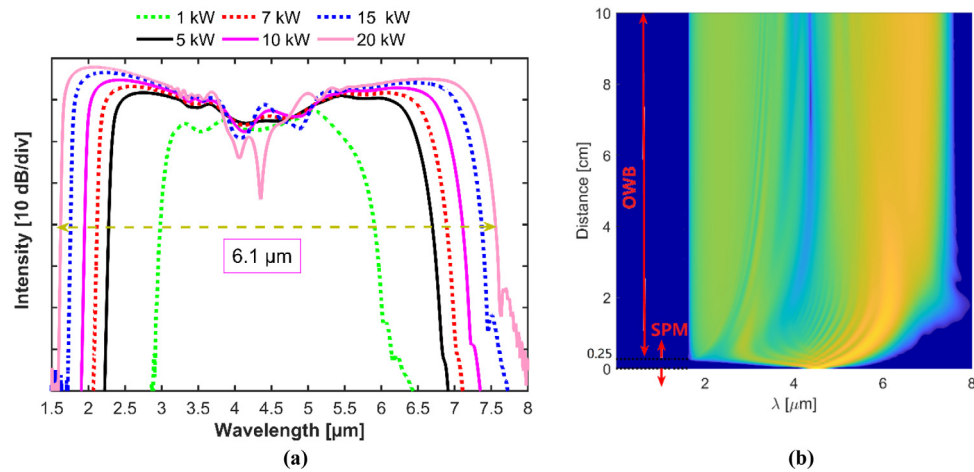 1 kW 7 kW 15 kW
5 kW 10 kW 20 kW
Intensity [10 dB/div]
6.1 µm
1.5 2 2.5 3 3.5 4 4.5 5 5.5 6 6.5 7 7.5 8
Wavelength [µm]
(a)
10
8
6
4
2
0.25
0
Distance [cm]
OWB
SPM
2 4 6 8
λ [µm]
(b)